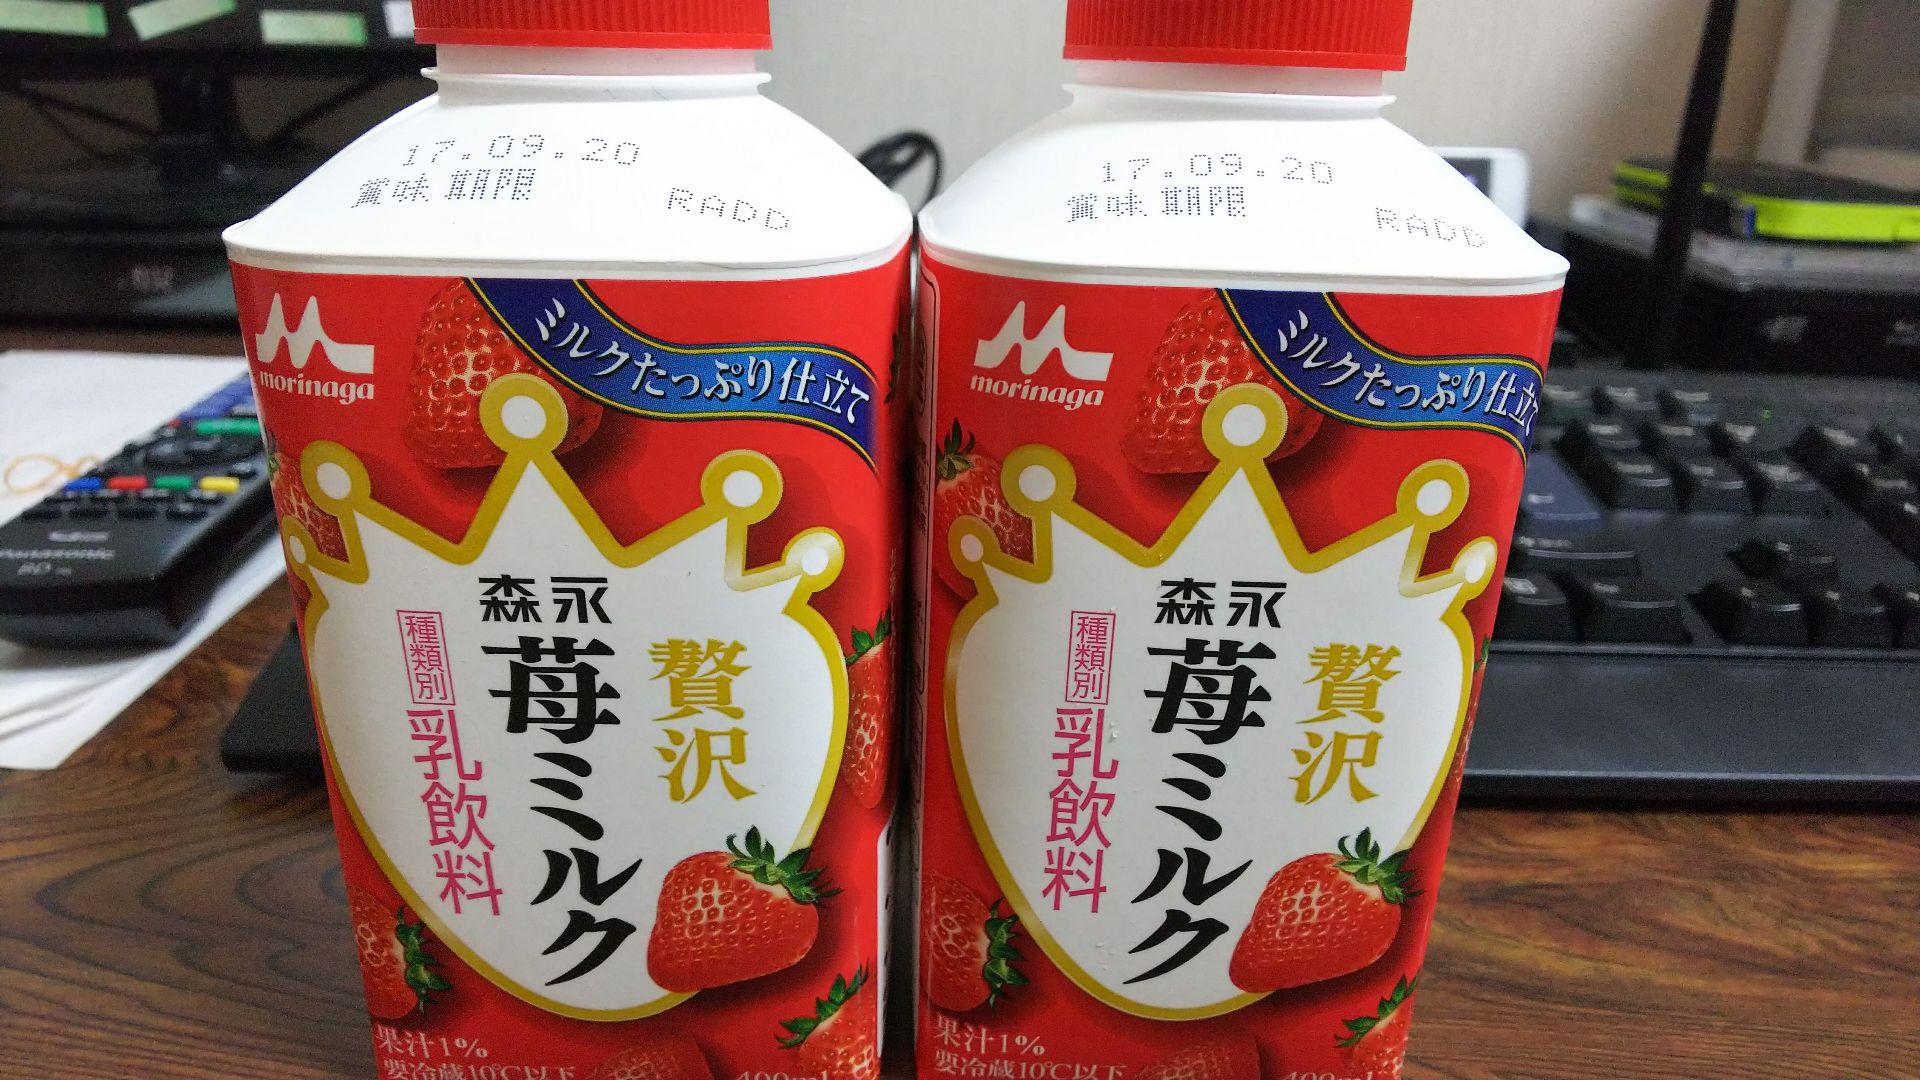 17.09.20
賞味期限 RADD
morinaga
ミルクたっぷり仕立て
森永
贅沢
苺ミルク
種類別
乳飲料
果汁1%
要冷蔵10℃以下
400ml
17.09.20
賞味期限 RADD
morinaga
ミルクたっぷり仕立て
森永
贅沢
苺ミルク
種類別
乳飲料
果汁1%
要冷蔵10℃以下
400ml
Panasonic
BD